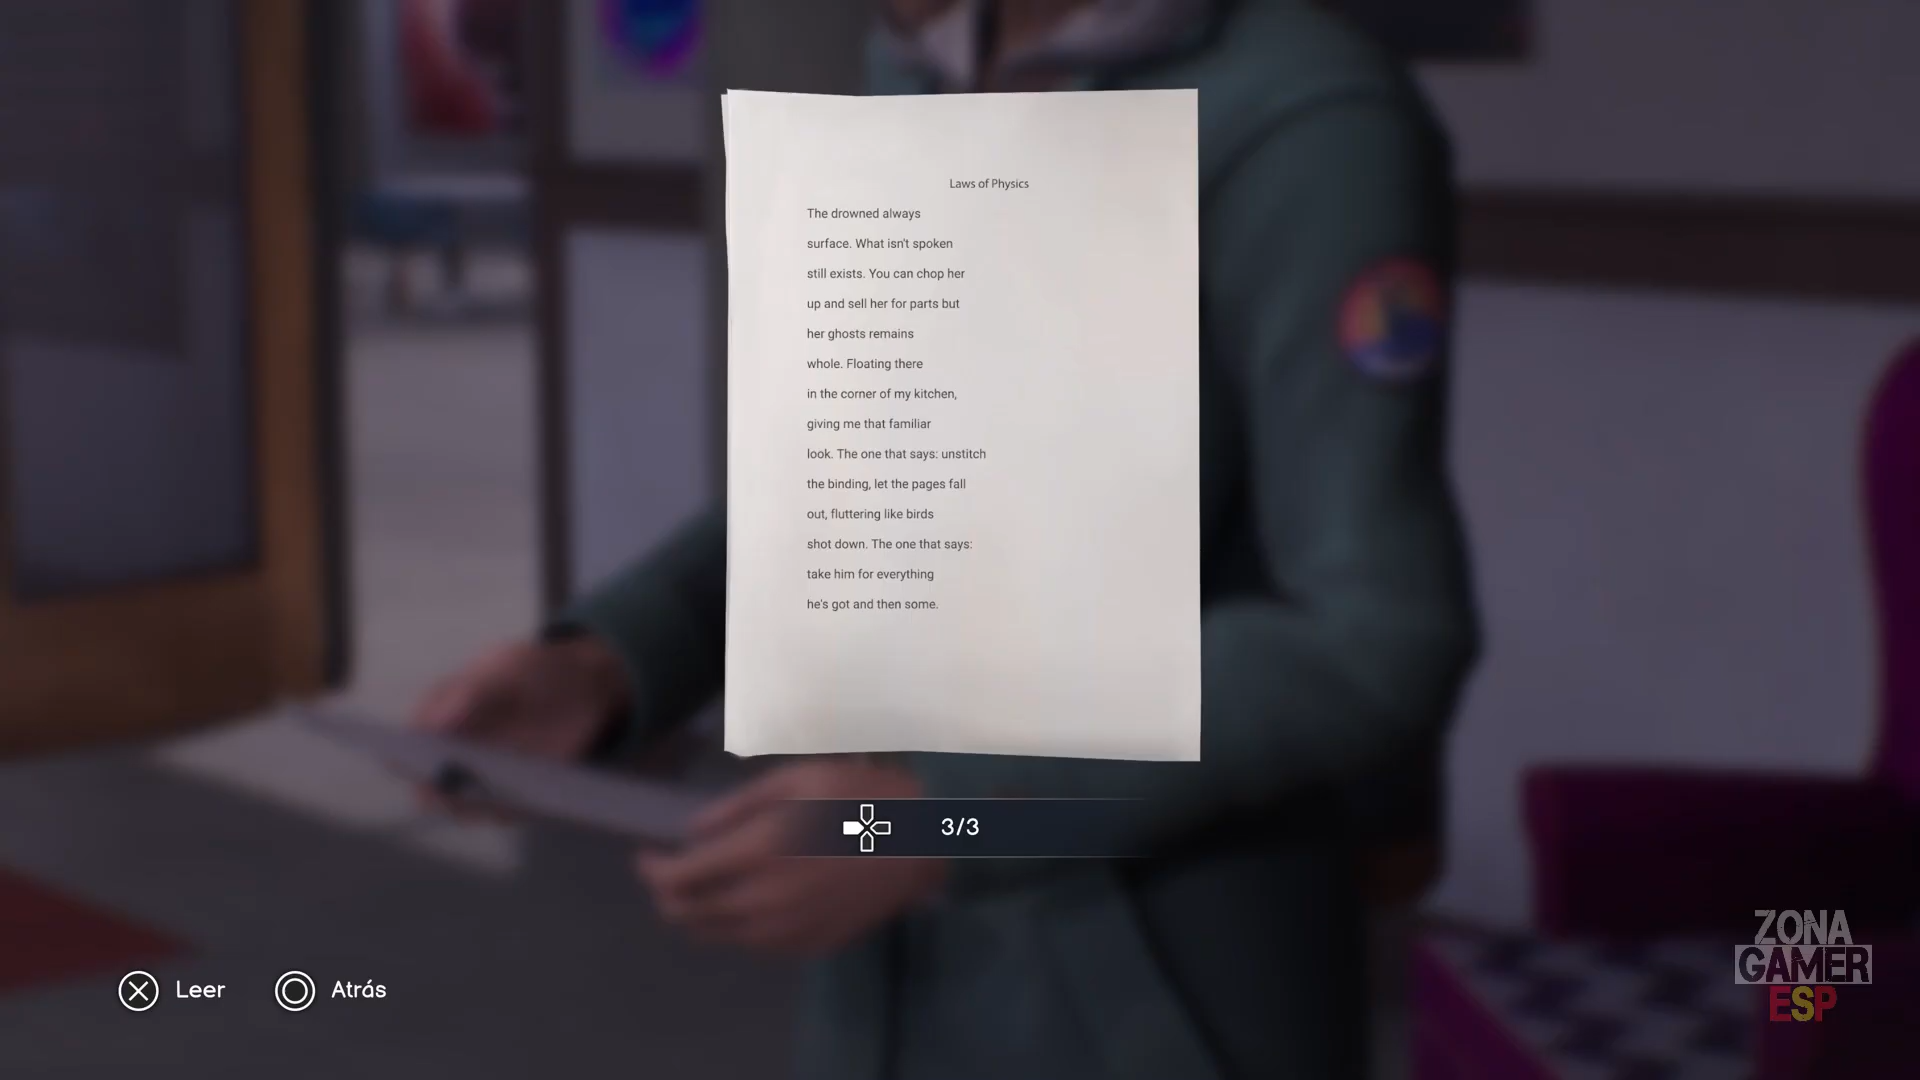 Laws of Physics
The drowned always
surface. What isn't spoken
still exists. You can chop her
up and sell her for parts but
her ghosts remains
whole. Floating there
in the corner of my kitchen,
giving me that familiar
look. The one that says: unstitch
the binding, let the pages fall
out, fluttering like birds
shot down. The one that says:
take him for everything
he's got and then some.
3/3
Leer
Atrás
ZONA
GAMER
ESP